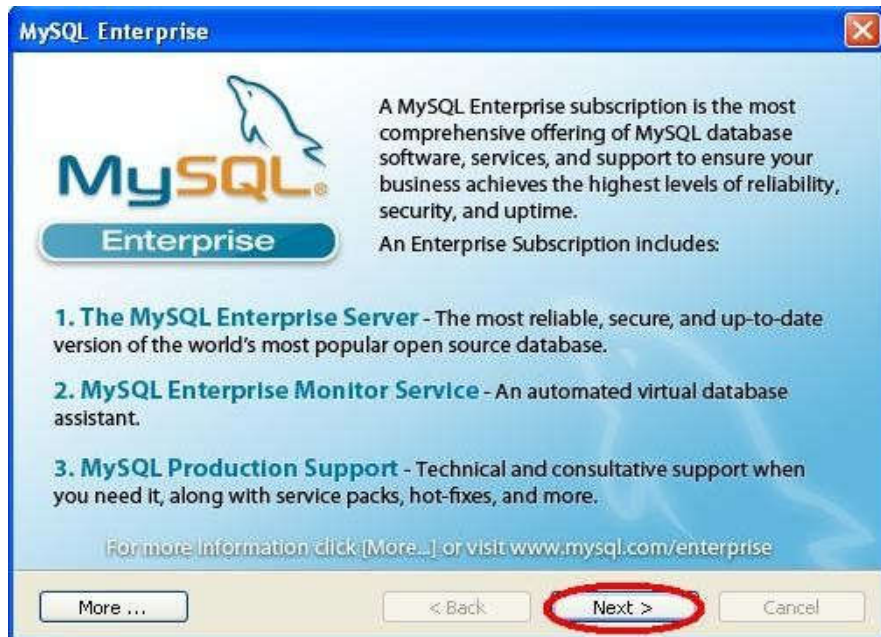 MySQL Enterprise
MySQL®
Enterprise
A MySQL Enterprise subscription is the most
comprehensive offering of MySQL database
software, services, and support to ensure your
business achieves the highest levels of reliability,
security, and uptime.
An Enterprise Subscription includes:
1. The MySQL Enterprise Server - The most reliable, secure, and up-to-date
version of the world's most popular open source database.
2. MySQL Enterprise Monitor Service - An automated virtual database
assistant.
3. MySQL Production Support - Technical and consultative support when
you need it, along with service packs, hot-fixes, and more.
For more information click [More...] or visit www.mysql.com/enterprise
More ... < Back Next > Cancel